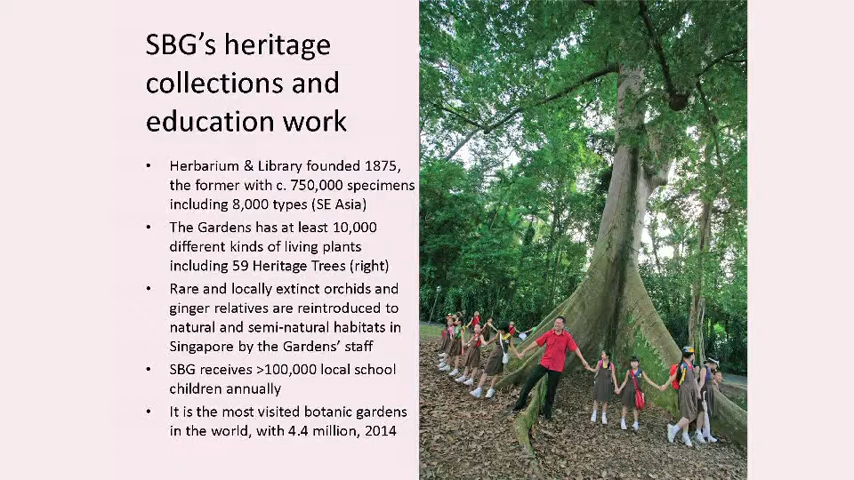 SBG’s heritage
collections and
education work
• Herbarium & Library founded 1875,
the former with c. 750,000 specimens
including 8,000 types (SE Asia)
• The Gardens has at least 10,000
different kinds of living plants
including 59 Heritage Trees (right)
• Rare and locally extinct orchids and
ginger relatives are reintroduced to
natural and semi-natural habitats in
Singapore by the Gardens’ staff
• SBG receives >100,000 local school
children annually
• It is the most visited botanic gardens
in the world, with 4.4 million, 2014